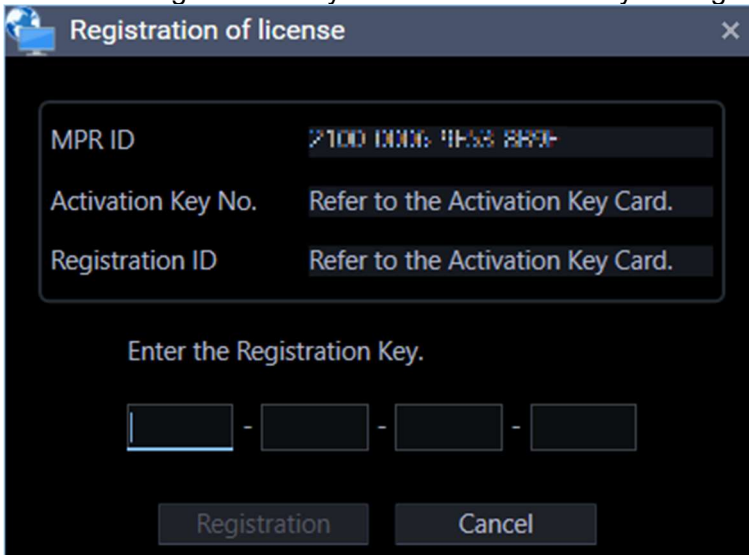 Registration of license
MPR ID
Activation Key No. Refer to the Activation Key Card.
Registration ID Refer to the Activation Key Card.
Enter the Registration Key.
- - -
Registration Cancel